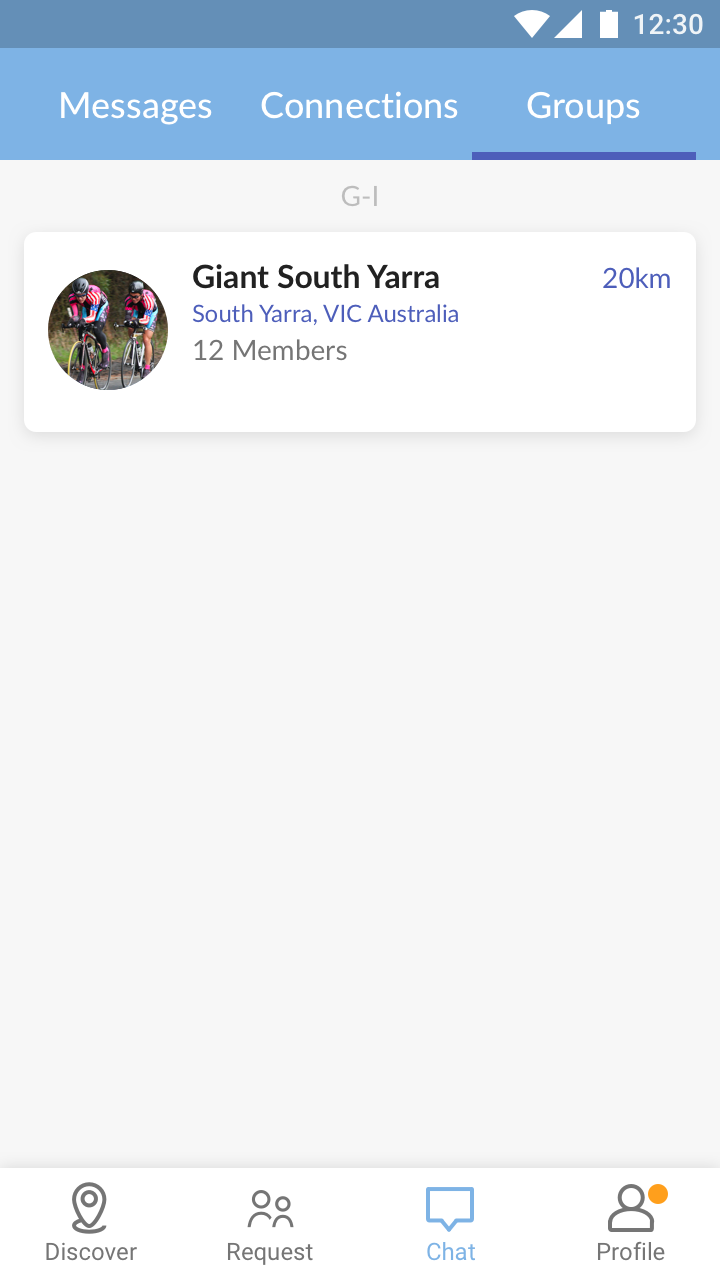 12:30
Messages Connections Groups
G-I
Giant South Yarra 20km
South Yarra, VIC Australia
12 Members
Discover Request Chat Profile